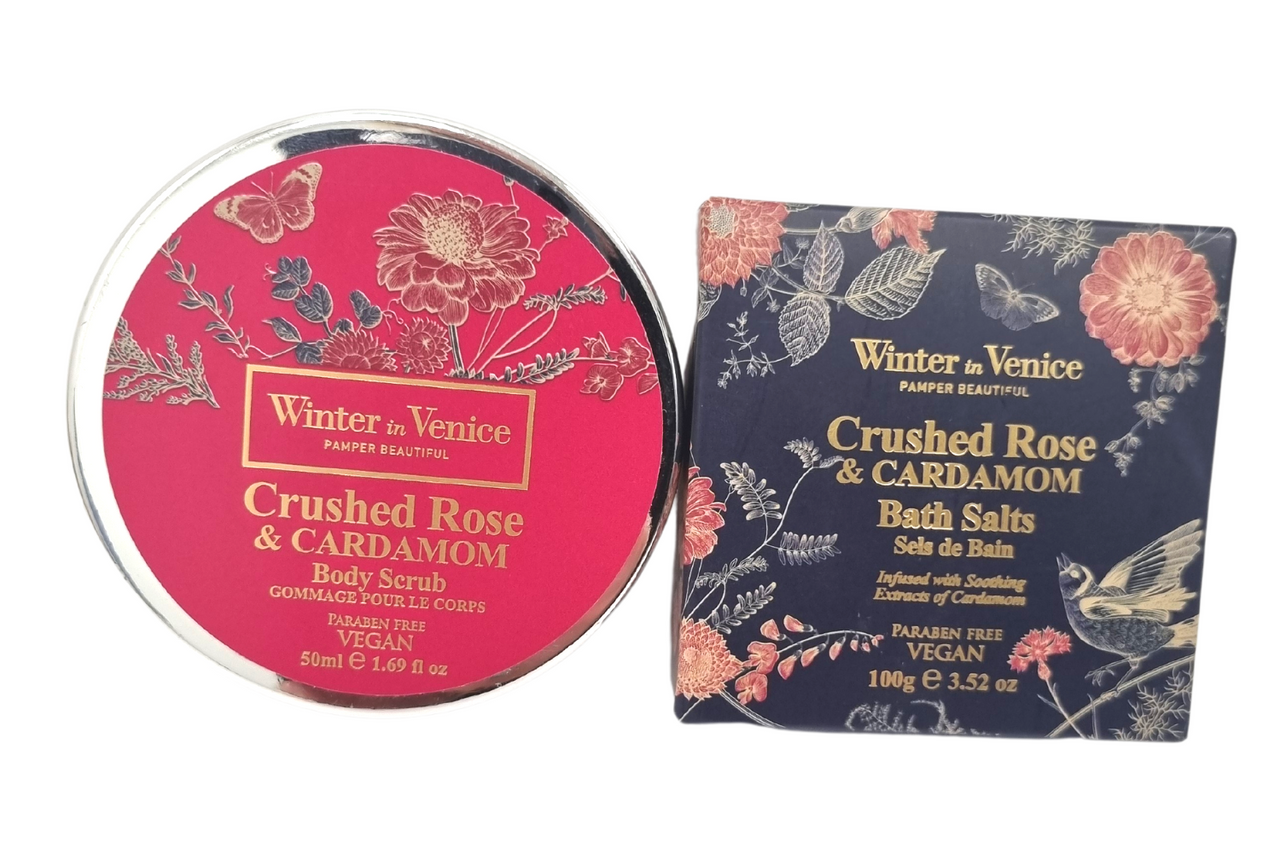 Winter in Venice
PAMPER BEAUTIFUL
Crushed Rose
& CARDAMOM
Body Scrub
GOMMAGE POUR LE CORPS
PARABEN FREE
VEGAN
50ml ℮ 1.69 fl oz
Winter in Venice
PAMPER BEAUTIFUL
Crushed Rose
& CARDAMOM
Bath Salts
Sels de Bain
Infused with Soothing
Extracts of Cardamom
PARABEN FREE
VEGAN
100g ℮ 3.52 oz